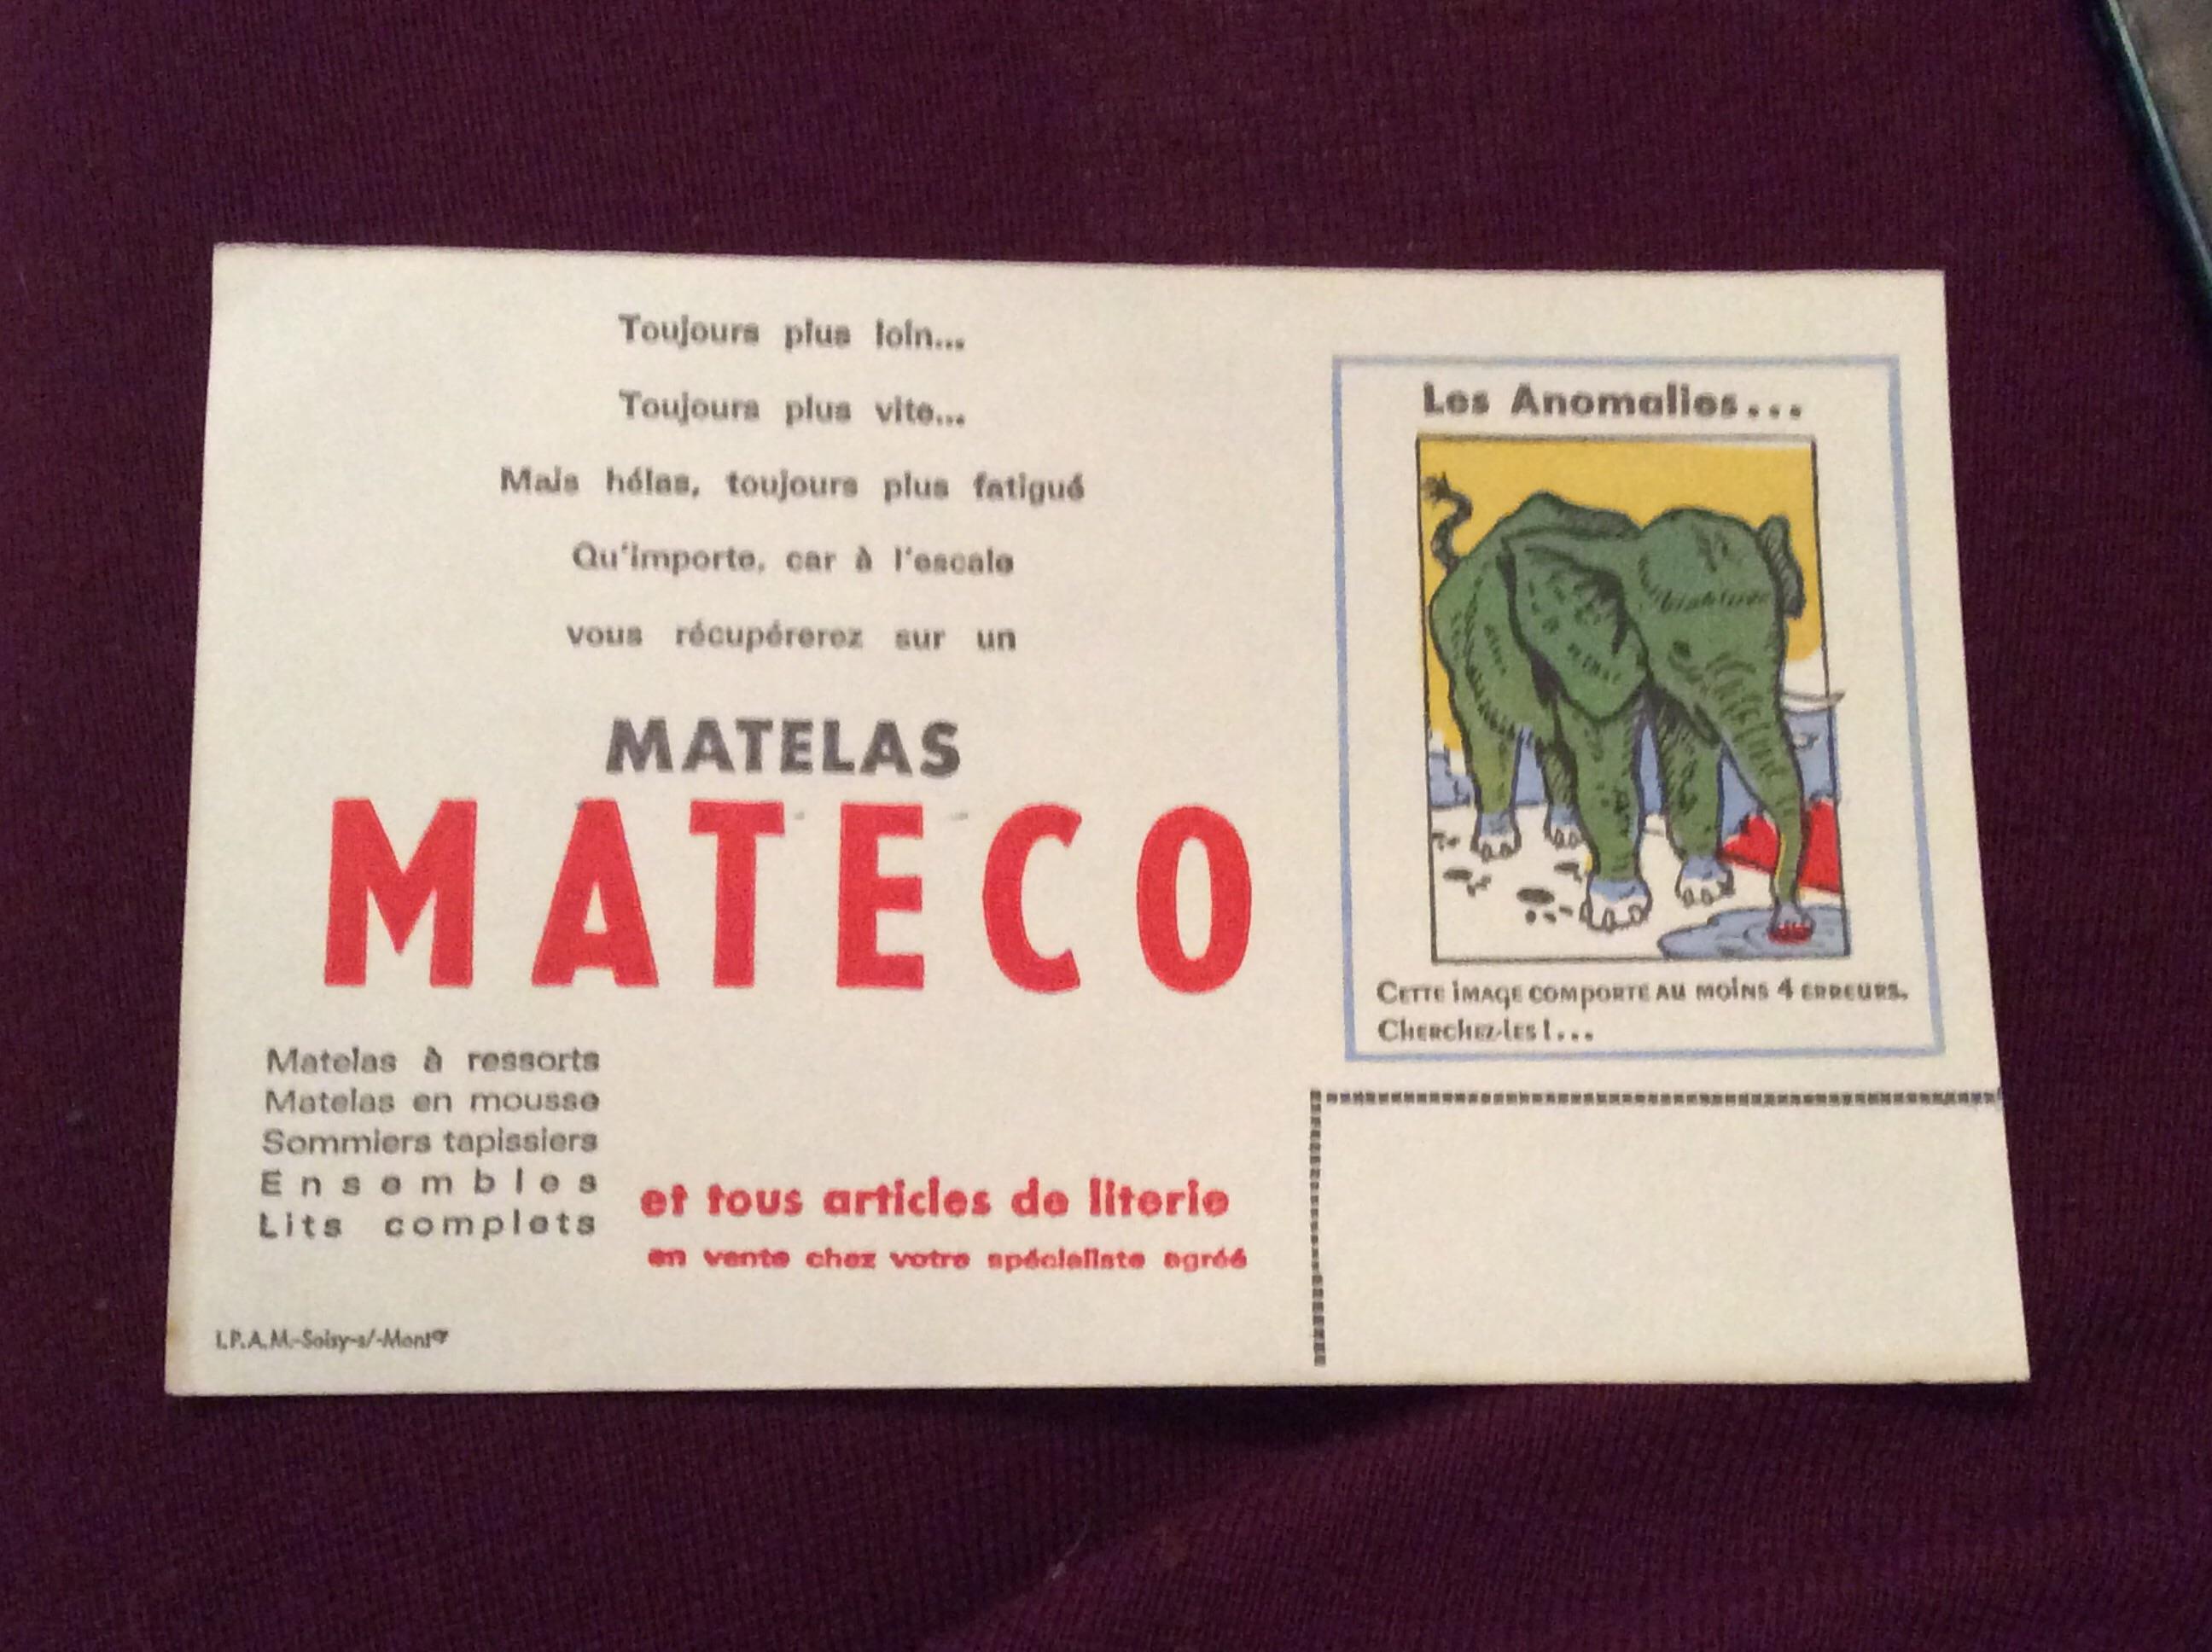 Toujours plus loin...
Toujours plus vite...
Mais hélas, toujours plus fatigué
Qu'importe, car à l'escale
vous récupérerez sur un
MATELAS
MATECO
Matelas à ressorts
Matelas en mousse
Sommiers tapissiers
Ensembles
Lits complets
et tous articles de literie
en vente chez votre spécialiste agréé
I.P.A.M.-Soisy-s/-Montcy
Les Anomalies...
Cette image comporte au moins 4 erreurs.
Cherchez-les!...